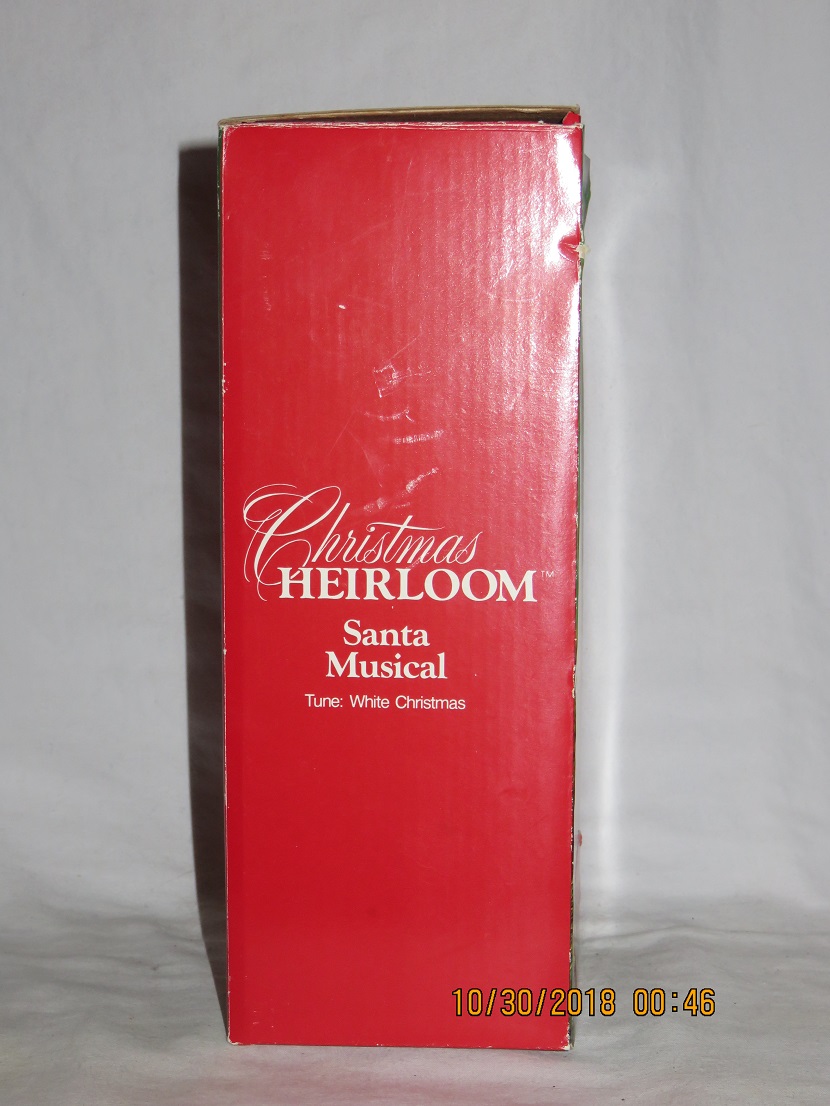 Christmas
HEIRLOOM™
Santa
Musical
Tune: White Christmas
10/30/2018 00:46